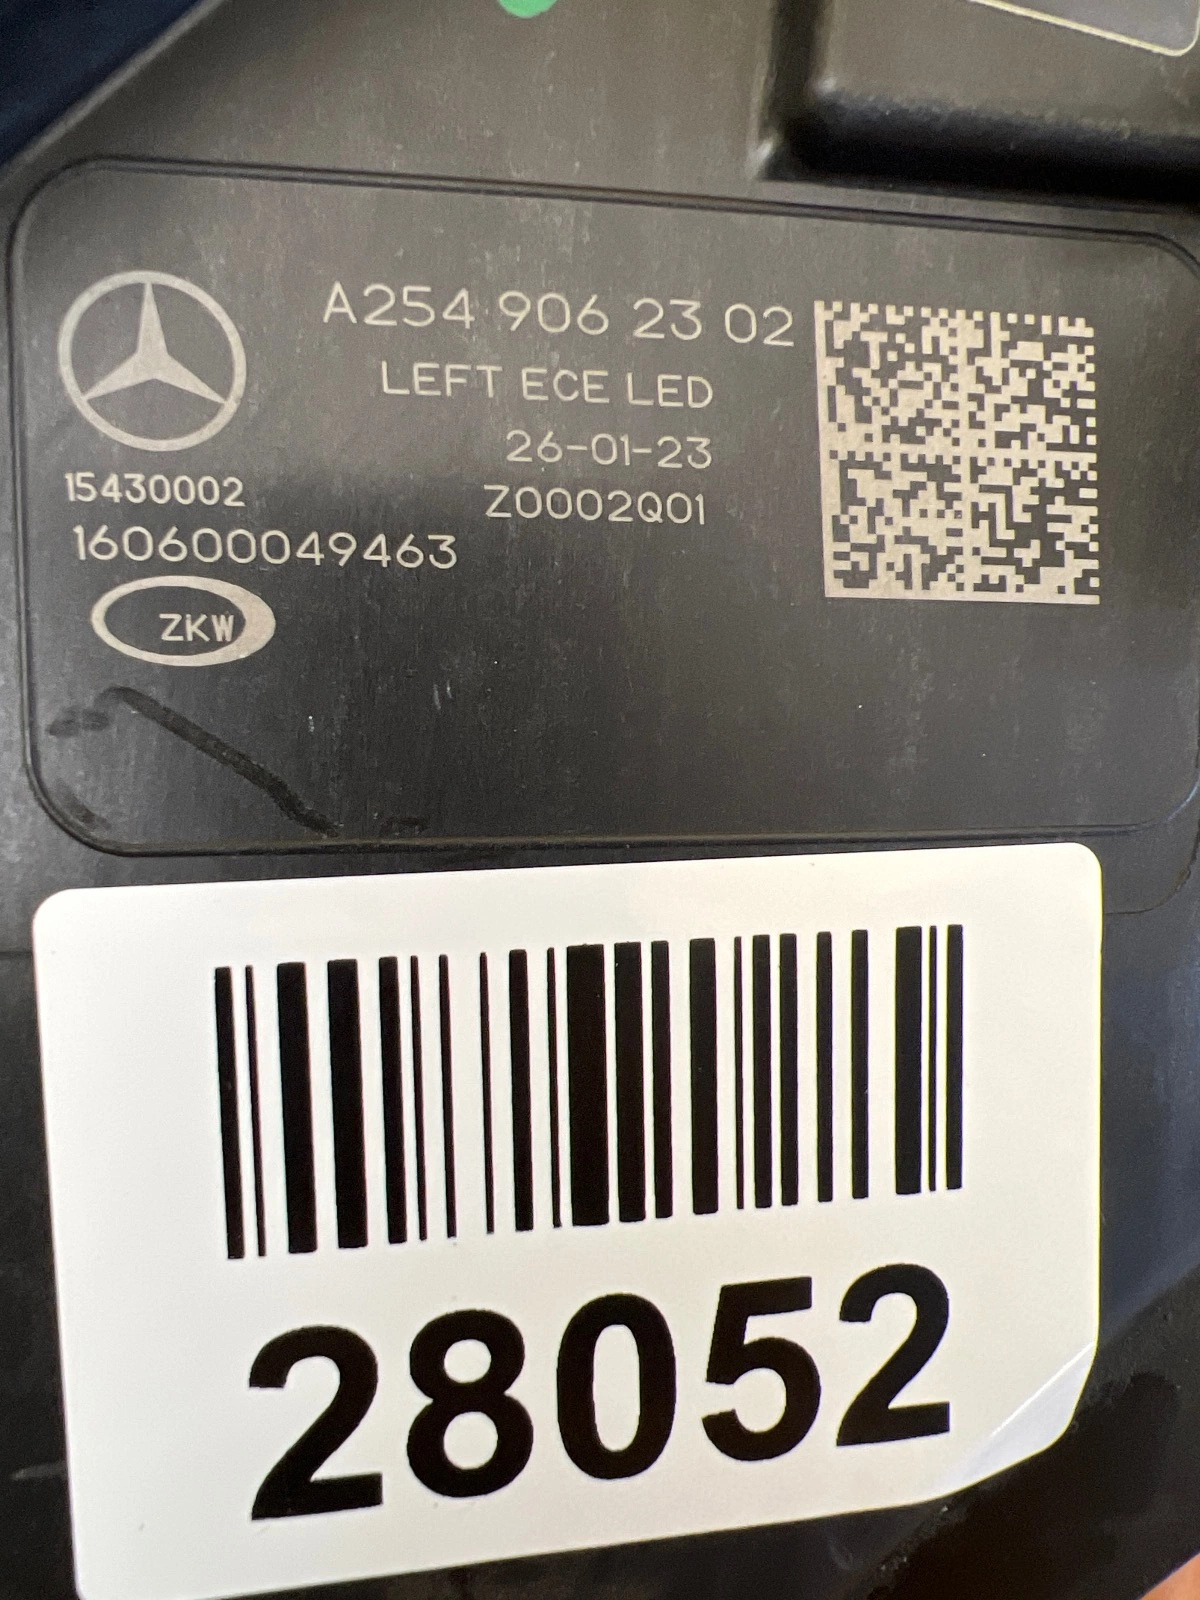 A254 906 23 02
LEFT ECE LED
26-01-23
15430002
Z0002Q01
160600049463
ZKW
28052